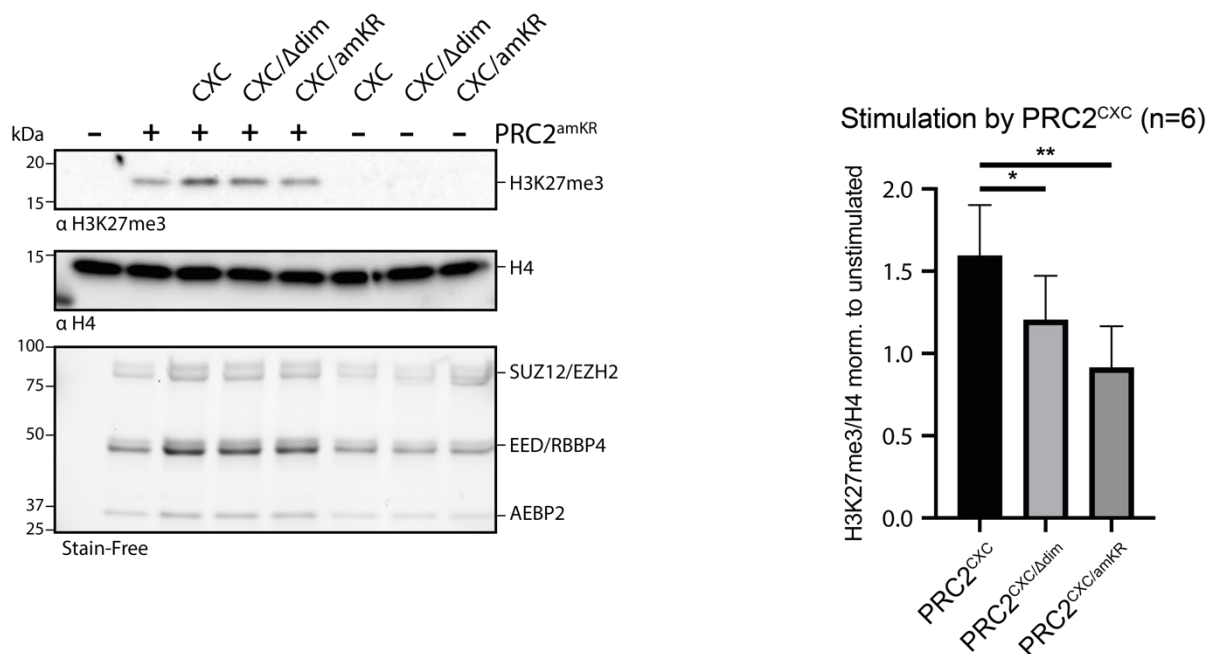 CXC CXC/Δdim CXC/amKR CXC CXC/Δdim CXC/amKR
kDa - + + + + - - - PRC2amKR
20
15
H3K27me3
α H3K27me3
15
H4
α H4
100
75
50
37
25
SUZ12/EZH2
EED/RBBP4
AEBP2
Stain-Free
Stimulation by PRC2CXC (n=6)
**
*
H3K27me3/H4 morm. to unstimulated
2.0
1.5
1.0
0.5
0.0
PRC2CXC
PRC2CXC/Δdim
PRC2CXC/amKR